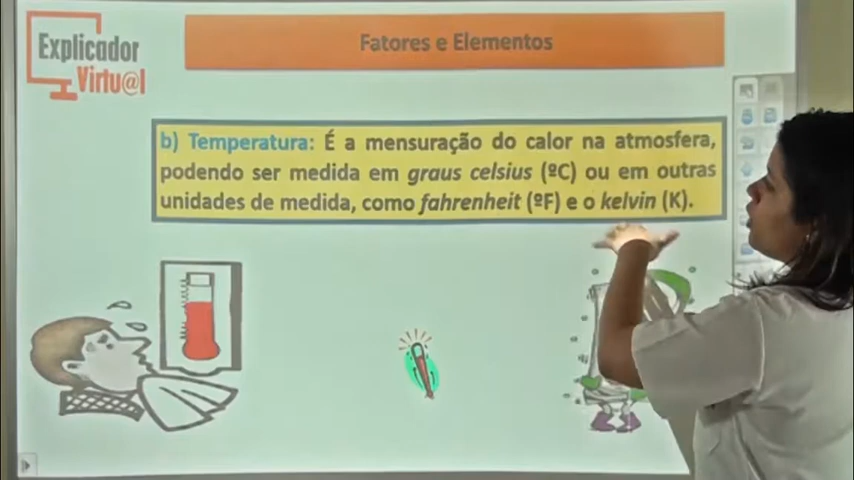 Explicador
Virtu@l
Fatores e Elementos
b) Temperatura: É a mensuração do calor na atmosfera,
podendo ser medida em graus celsius (ºC) ou em outras
unidades de medida, como fahrenheit (ºF) e o kelvin (K).